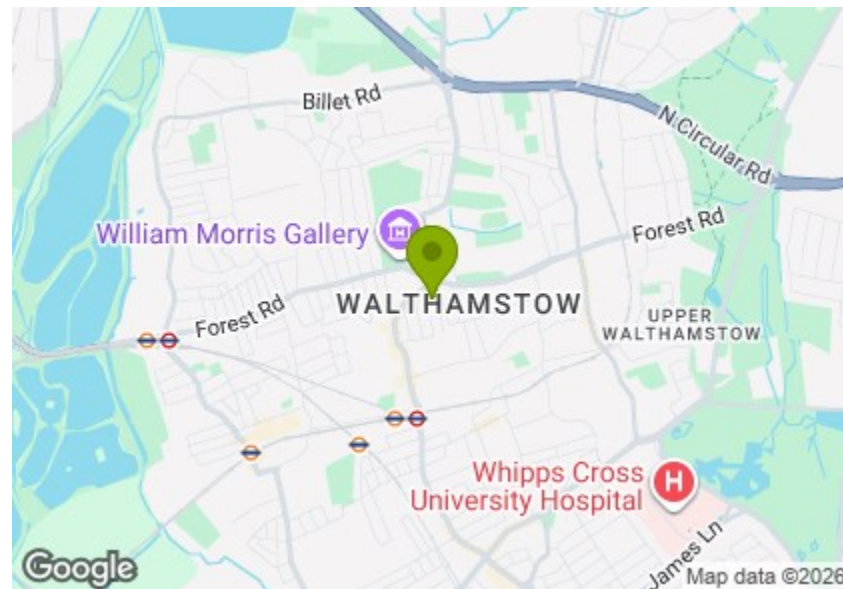 Billet Rd
N Circular Rd
William Morris Gallery
Forest Rd
Forest Rd
WALTHAMSTOW
UPPER
WALTHAMSTOW
Whipps Cross
University Hospital
H
James Ln
Google
Map data ©2026